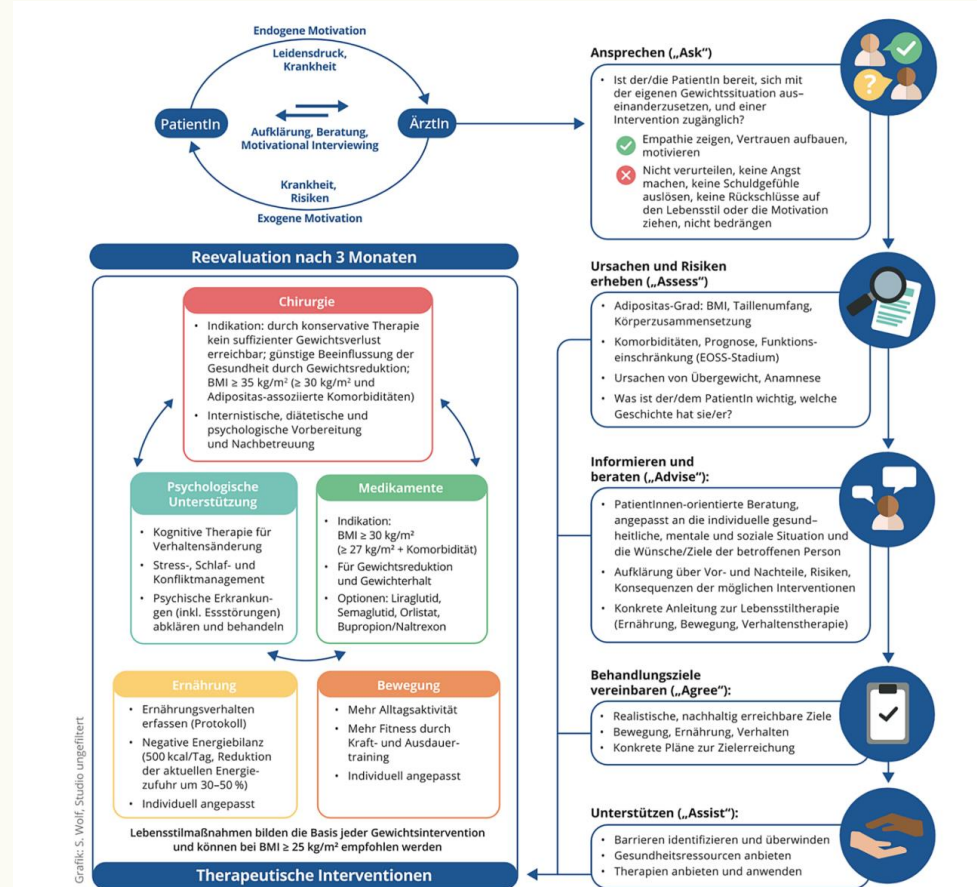 Endogene Motivation
Leidensdruck,
Krankheit
PatientIn
ÄrztIn
Aufklärung, Beratung,
Motivational Interviewing
Krankheit,
Risiken
Exogene Motivation
Ansprechen („Ask“)
• Ist der/die PatientIn bereit, sich mit
der eigenen Gewichtssituation aus-
einanderzusetzen, und einer
Intervention zugänglich?
Empathie zeigen, Vertrauen aufbauen,
motivieren
Nicht verurteilen, keine Angst
machen, keine Schuldgefühle
auslösen, keine Rückschlüsse auf
den Lebensstil oder die Motivation
ziehen, nicht bedrängen
?
Ursachen und Risiken
erheben („Assess“)
• Adipositas-Grad: BMI, Taillenumfang,
Körperzusammensetzung
• Komorbiditäten, Prognose, Funktions-
einschränkung (EOSS-Stadium)
• Ursachen von Übergewicht, Anamnese
• Was ist der/dem PatientIn wichtig, welche
Geschichte hat sie/er?
Informieren und
beraten („Advise“):
• PatientInnen-orientierte Beratung,
angepasst an die individuelle gesund-
heitliche, mentale und soziale Situation und
die Wünsche/Ziele der betroffenen Person
• Aufklärung über Vor- und Nachteile, Risiken,
Konsequenzen der möglichen Interventionen
• Konkrete Anleitung zur Lebensstiltherapie
(Ernährung, Bewegung, Verhaltenstherapie)
Behandlungsziele
vereinbaren („Agree“):
• Realistische, nachhaltig erreichbare Ziele
• Bewegung, Ernährung, Verhalten
• Konkrete Pläne zur Zielerreichung
Unterstützen („Assist“):
• Barrieren identifizieren und überwinden
• Gesundheitsressourcen anbieten
• Therapien anbieten und anwenden
Reevaluation nach 3 Monaten
Chirurgie
• Indikation: durch konservative Therapie
kein suffizienter Gewichtsverlust
erreichbar; günstige Beeinflussung der
Gesundheit durch Gewichtsreduktion;
BMI ≥ 35 kg/m² (≥ 30 kg/m² und
Adipositas-assoziierte Komorbiditäten)
• Internistische, diätetische und
psychologische Vorbereitung
und Nachbetreuung
Psychologische
Unterstützung
• Kognitive Therapie für
Verhaltensänderung
• Stress-, Schlaf- und
Konfliktmanagement
• Psychische Erkrankun-
gen (inkl. Essstörungen)
abklären und behandeln
Medikamente
• Indikation:
BMI ≥ 30 kg/m²
(≥ 27 kg/m² + Komorbidität)
• Für Gewichtsreduktion
und Gewichterhalt
• Optionen: Liraglutid,
Semaglutid, Orlistat,
Bupropion/Naltrexon
Ernährung
• Ernährungsverhalten
erfassen (Protokoll)
• Negative Energiebilanz
(500 kcal/Tag, Reduktion
der aktuellen Energie-
zufuhr um 30–50 %)
• Individuell angepasst
Bewegung
• Mehr Alltagsaktivität
• Mehr Fitness durch
Kraft- und Ausdauer-
training
• Individuell angepasst
Lebensstilmaßnahmen bilden die Basis jeder Gewichtsintervention
und können bei BMI ≥ 25 kg/m² empfohlen werden
Therapeutische Interventionen
Grafik: S. Wolf, Studio ungefiltert